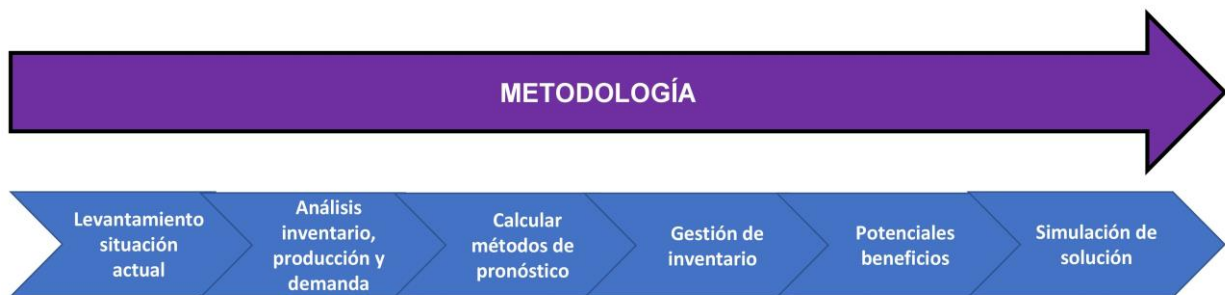 METODOLOGÍA
Levantamiento
situación
actual
Análisis
inventario,
producción y
demanda
Calcular
métodos de
pronóstico
Gestión de
inventario
Potenciales
beneficios
Simulación de
solución